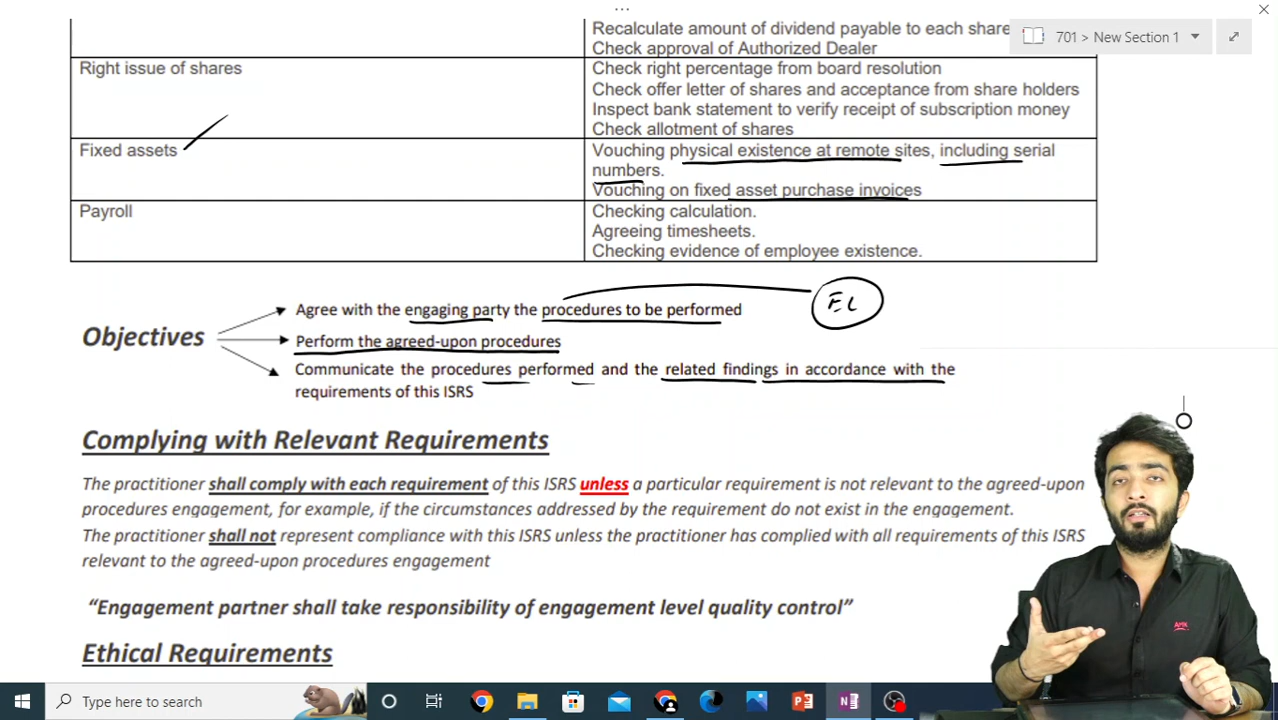 Recalculate amount of dividend payable to each share
Check approval of Authorized Dealer
701 > New Section 1
Right issue of shares
Check right percentage from board resolution
Check offer letter of shares and acceptance from share holders
Inspect bank statement to verify receipt of subscription money
Check allotment of shares
Fixed assets
Vouching physical existence at remote sites, including serial
numbers.
Vouching on fixed asset purchase invoices
Payroll
Checking calculation.
Agreeing timesheets.
Checking evidence of employee existence.
Objectives
Agree with the engaging party the procedures to be performed
EL
Perform the agreed-upon procedures
Communicate the procedures performed and the related findings in accordance with the
requirements of this ISRS
Complying with Relevant Requirements
The practitioner shall comply with each requirement of this ISRS unless a particular requirement is not relevant to the agreed-upon
procedures engagement, for example, if the circumstances addressed by the requirement do not exist in the engagement.
The practitioner shall not represent compliance with this ISRS unless the practitioner has complied with all requirements of this ISRS
relevant to the agreed-upon procedures engagement
“Engagement partner shall take responsibility of engagement level quality control”
Ethical Requirements
Type here to search